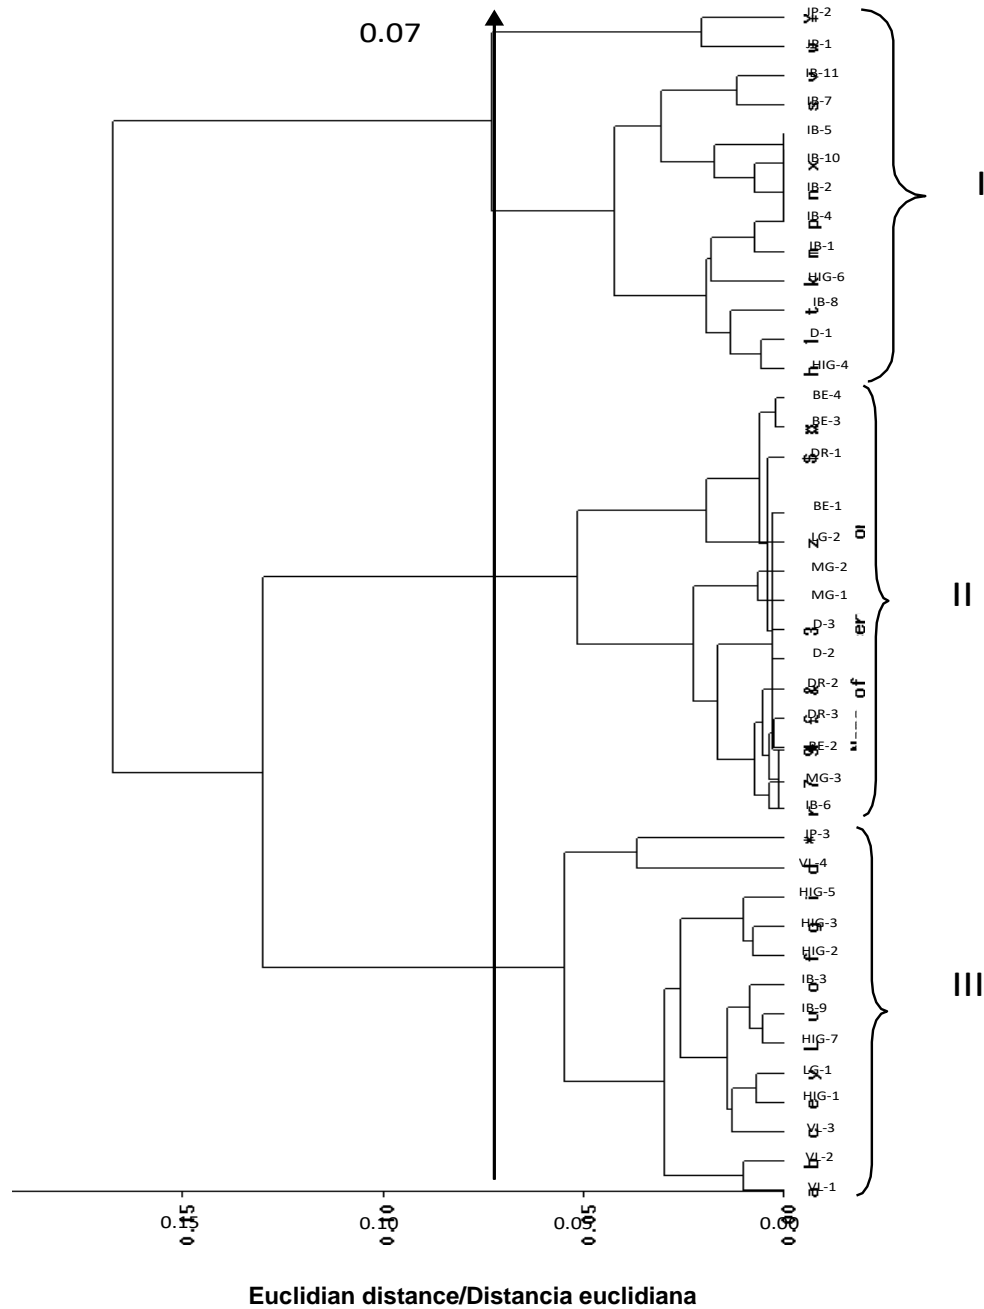 0.07
IP-2
IP-1
IB-11
IB-7
IB-5
IB-10
IB-2
IB-4
IB-1
HIG-6
IB-8
D-1
HIG-4
I
BE-4
BE-3
DR-1
BE-1
LG-2
MG-2
MG-1
D-3
D-2
DR-2
DR-3
BE-2
MG-3
IB-6
II
IP-3
VL-4
HIG-5
HIG-3
HIG-2
IB-3
IB-9
HIG-7
LG-1
HIG-1
VL-3
VL-2
VL-1
III
0.15 0.10 0.05 0.00
Euclidian distance/Distancia euclidiana